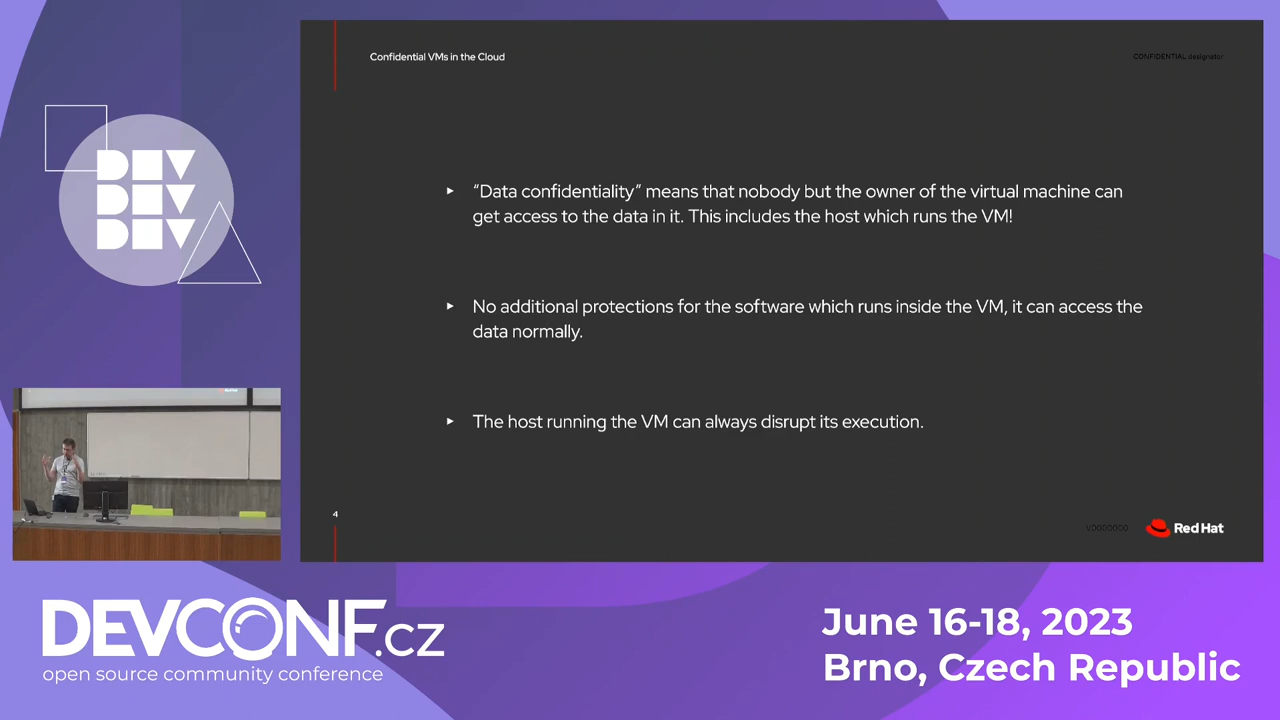 Confidential VMs in the Cloud
CONFIDENTIAL designator
DEV
DEV
DEV
▸ “Data confidentiality” means that nobody but the owner of the virtual machine can
get access to the data in it. This includes the host which runs the VM!
▸ No additional protections for the software which runs inside the VM, it can access the
data normally.
▸ The host running the VM can always disrupt its execution.
4
V0000000
Red Hat
DEVCONF.cz
open source community conference
June 16-18, 2023
Brno, Czech Republic